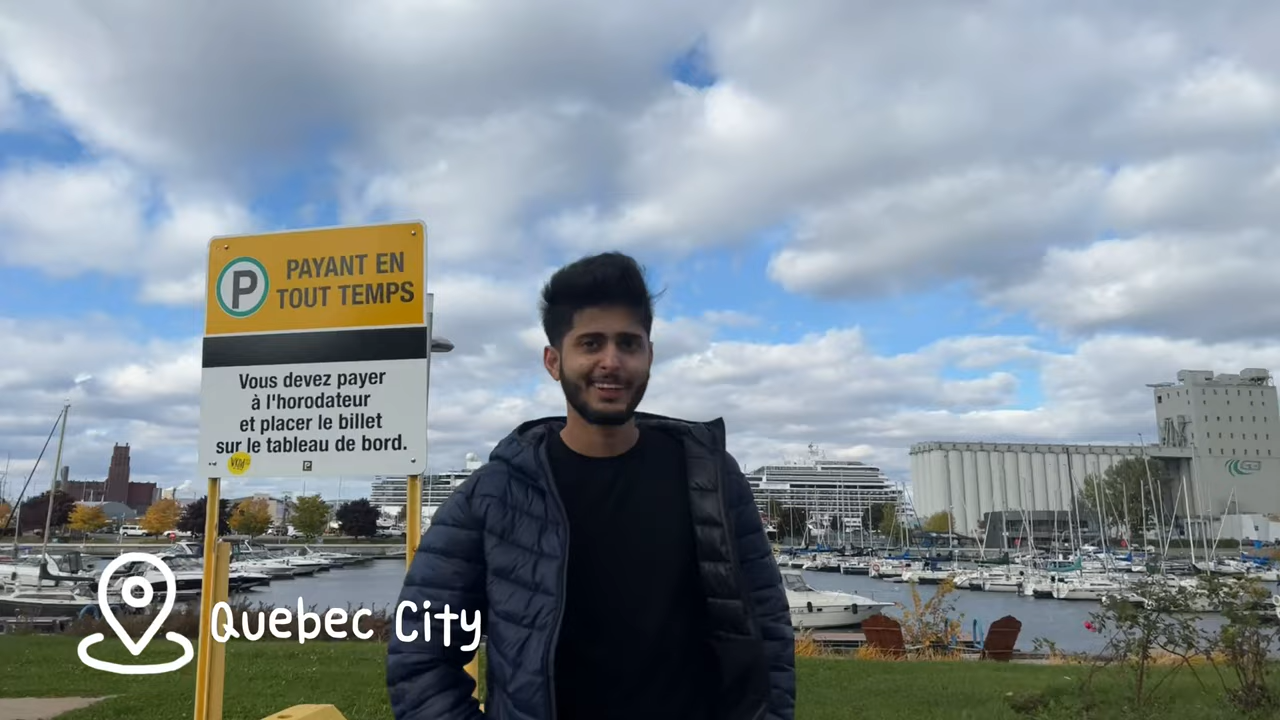 P
PAYANT EN
TOUT TEMPS
Vous devez payer
à l'horodateur
et placer le billet
sur le tableau de bord.
P
G3
Quebec City